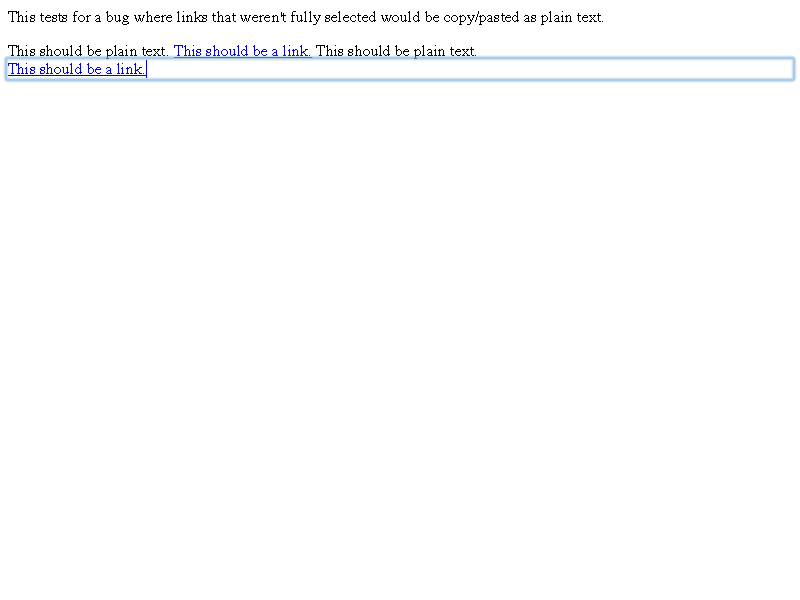 This tests for a bug where links that weren't fully selected would be copy/pasted as plain text.
This should be plain text. This should be a link. This should be plain text.
This should be a link.